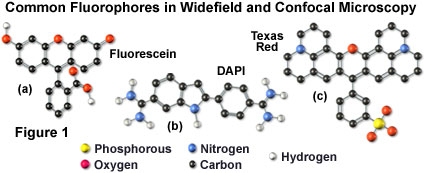 Common Fluorophores in Widefield and Confocal Microscopy
Texas
Red
Fluorescein
DAPI
(a)
(b)
(c)
Figure 1
Phosphorous
Nitrogen
Hydrogen
Oxygen
Carbon